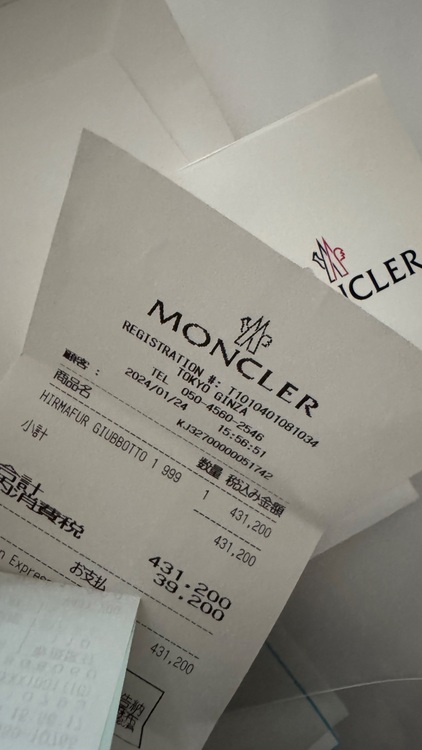 MONCLER
MONCLER
REGISTRATION #: T1010401081034
TOKYO GINZA
TEL 050-4560-2546
2024/01/24 15:56:51
KJ3270000051742
顧客 :
商品名 数量 税込み金額
HIRMAFUR GIUBBOTTO 1 999 1 431,200
小計 431,200
合計 431,200
消費税 39,200
お支払
n Express 431,200